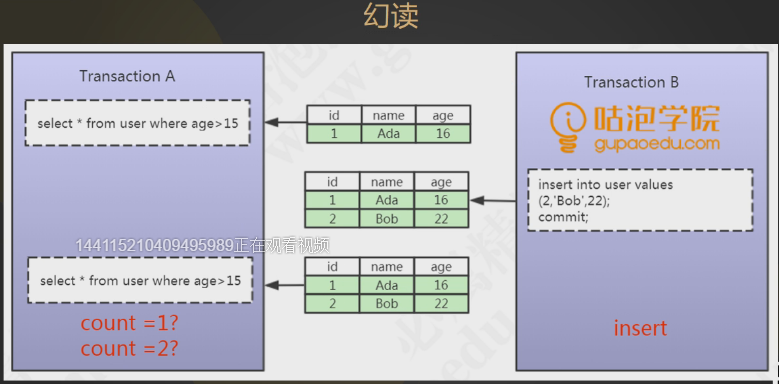 幻读
Transaction A
select * from user where age>15
id name age
1 Ada 16
Transaction B
咕泡学院
gupaoedu.com
id name age
1 Ada 16
2 Bob 22
insert into user values
(2,'Bob',22);
commit;
144115210409495989正在观看视频
select * from user where age>15
id name age
1 Ada 16
2 Bob 22
count =1?
count =2?
insert